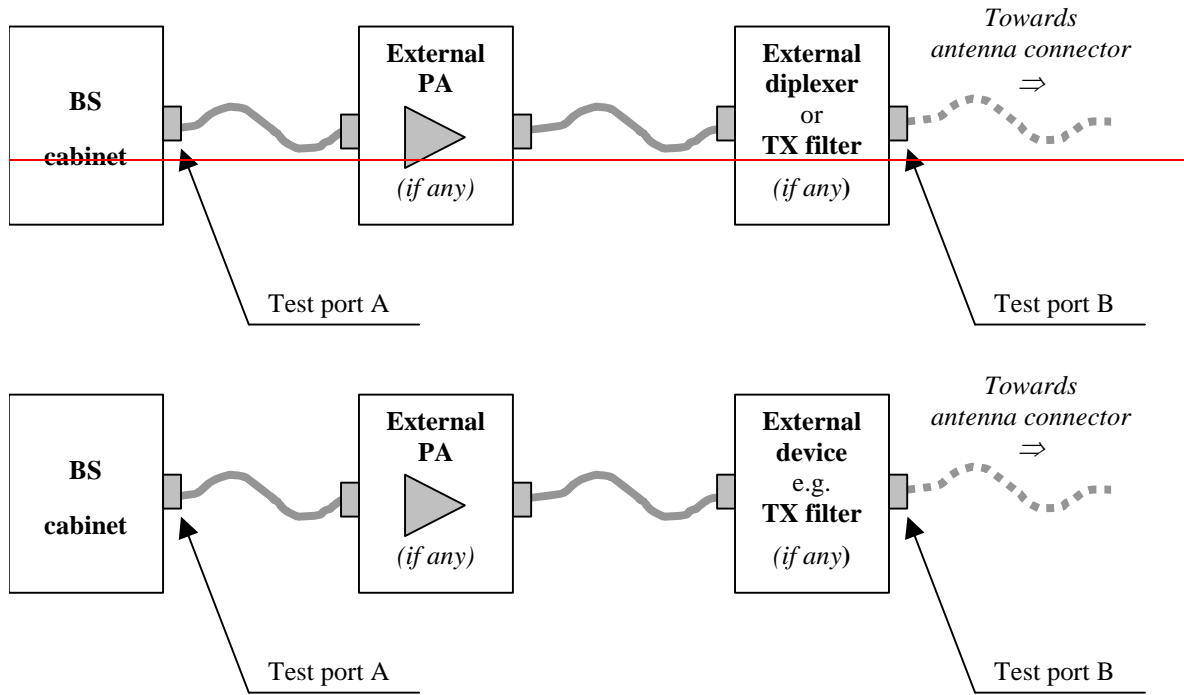 BS
cabinet
External
PA
(if any)
External
diplexer
or
TX filter
(if any)
Towards
antenna connector
⇒
Test port A
Test port B
BS
cabinet
External
PA
(if any)
External
device
e.g.
TX filter
(if any)
Towards
antenna connector
⇒
Test port A
Test port B